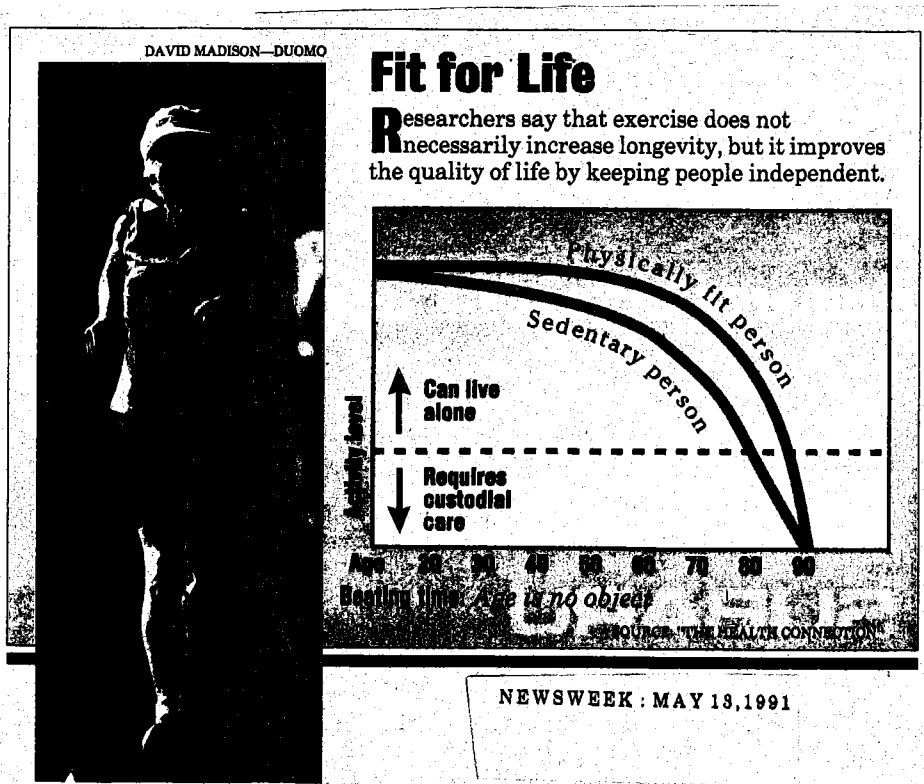 DAVID MADISON—DUOMO
Fit for Life
Researchers say that exercise does not
necessarily increase longevity, but it improves
the quality of life by keeping people independent.
Physically fit person
Sedentary person
Can live
alone
Activity level
Requires
custodial
care
Age 20 30 40 50 60 70 80 90
Beating time: Age is no object
SOURCE: "THE HEALTH CONNECTION"
NEWSWEEK : MAY 13,1991